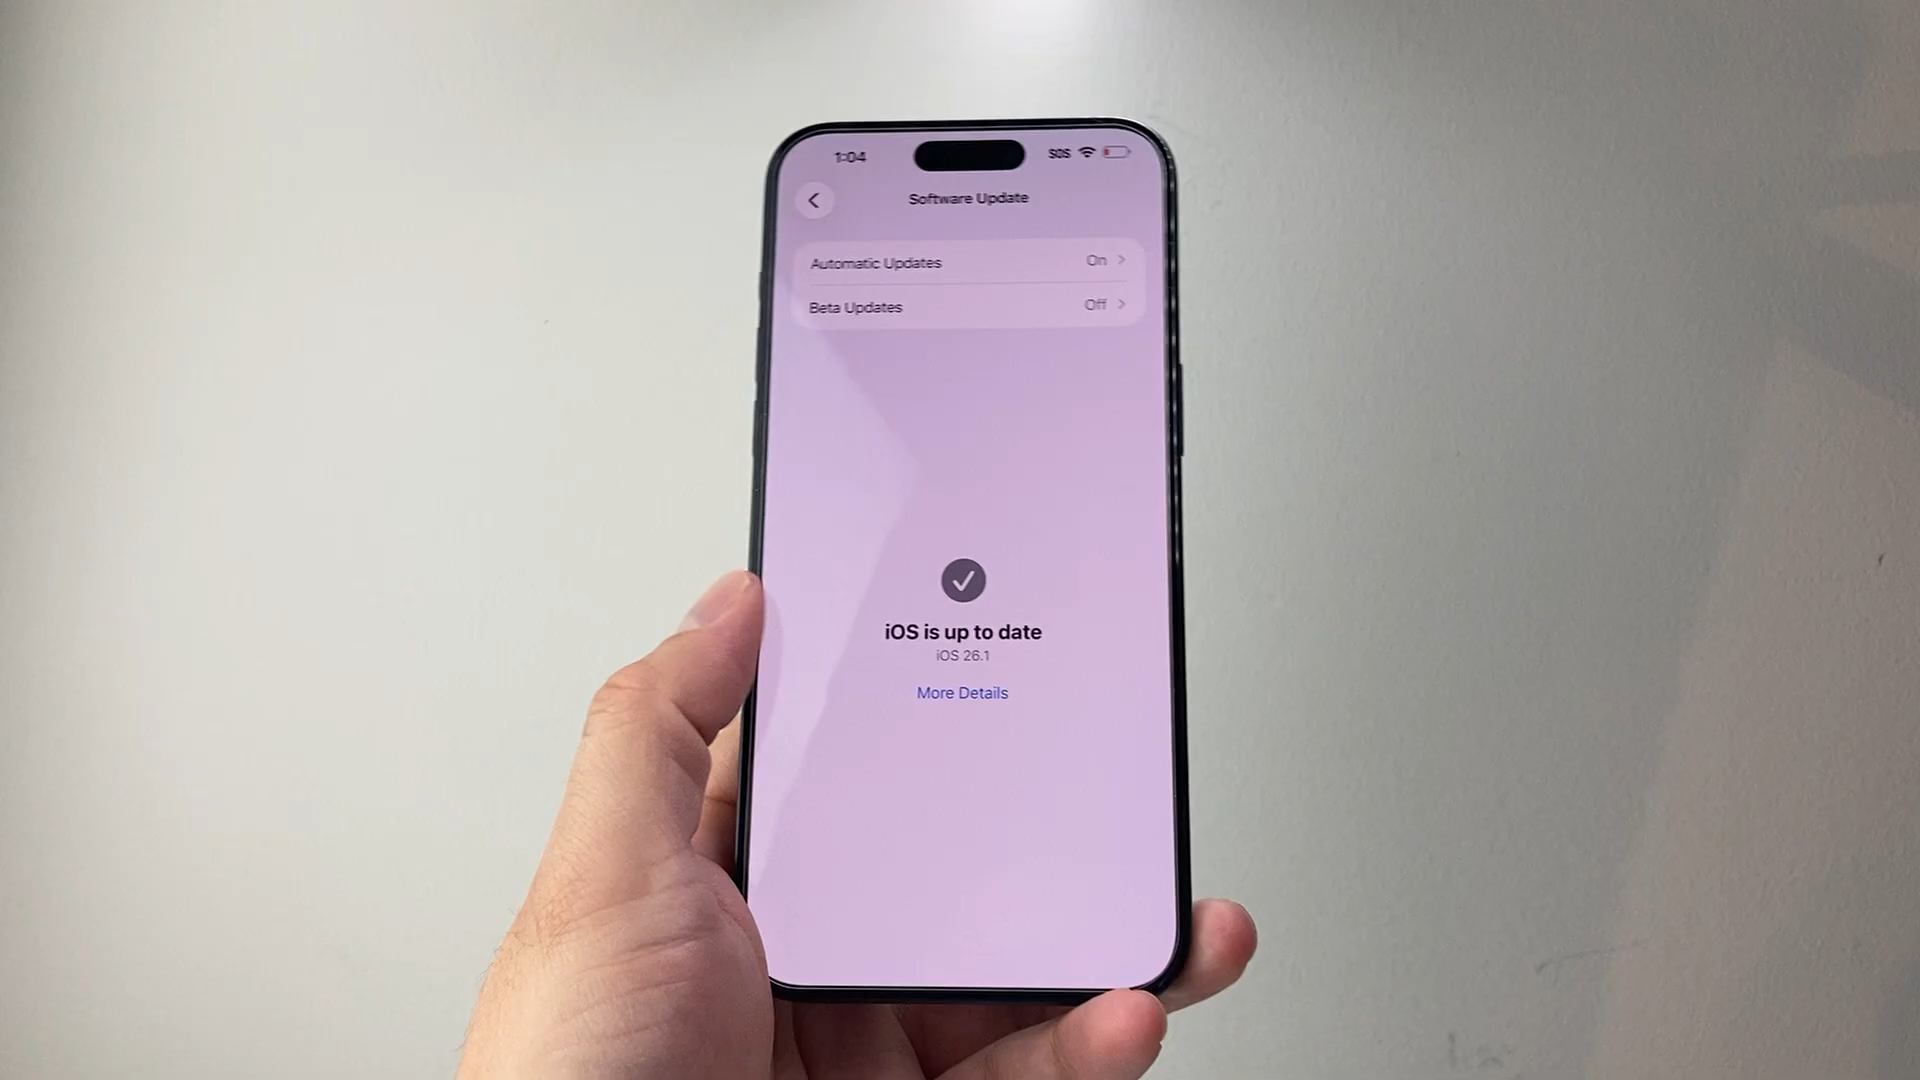 1:04 SOS
Software Update
Automatic Updates On
Beta Updates Off
iOS is up to date
iOS 26.1
More Details